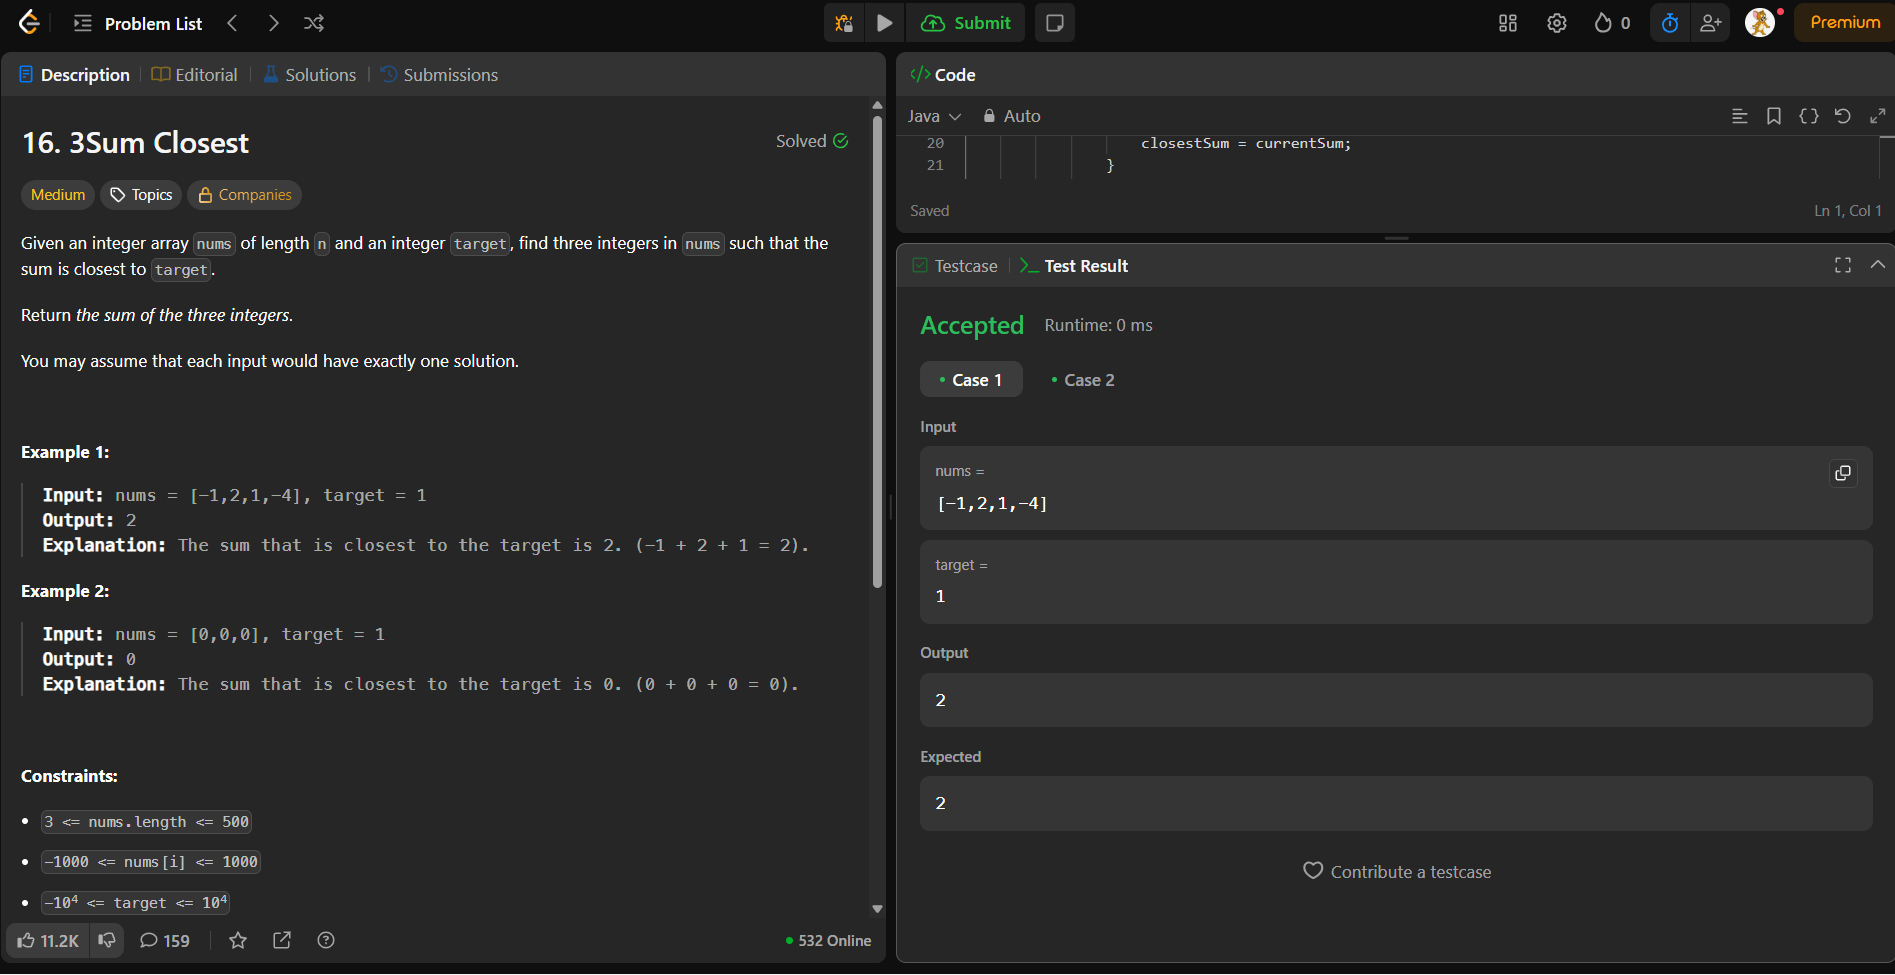 Problem List
Submit
0
Premium
Description
Editorial
Solutions
Submissions
16. 3Sum Closest
Solved
Medium
Topics
Companies
Given an integer array nums of length n and an integer target, find three integers in nums such that the
sum is closest to target.
Return the sum of the three integers.
You may assume that each input would have exactly one solution.
Example 1:
Input: nums = [-1,2,1,-4], target = 1
Output: 2
Explanation: The sum that is closest to the target is 2. (-1 + 2 + 1 = 2).
Example 2:
Input: nums = [0,0,0], target = 1
Output: 0
Explanation: The sum that is closest to the target is 0. (0 + 0 + 0 = 0).
Constraints:
• 3 <= nums.length <= 500
• -1000 <= nums[i] <= 1000
• -10⁴ <= target <= 10⁴
11.2K
159
532 Online
</> Code
Java
Auto
20 closestSum = currentSum;
21 }
Saved
Ln 1, Col 1
Testcase
>_ Test Result
Accepted
Runtime: 0 ms
• Case 1
• Case 2
Input
nums =
[-1,2,1,-4]
target =
1
Output
2
Expected
2
Contribute a testcase